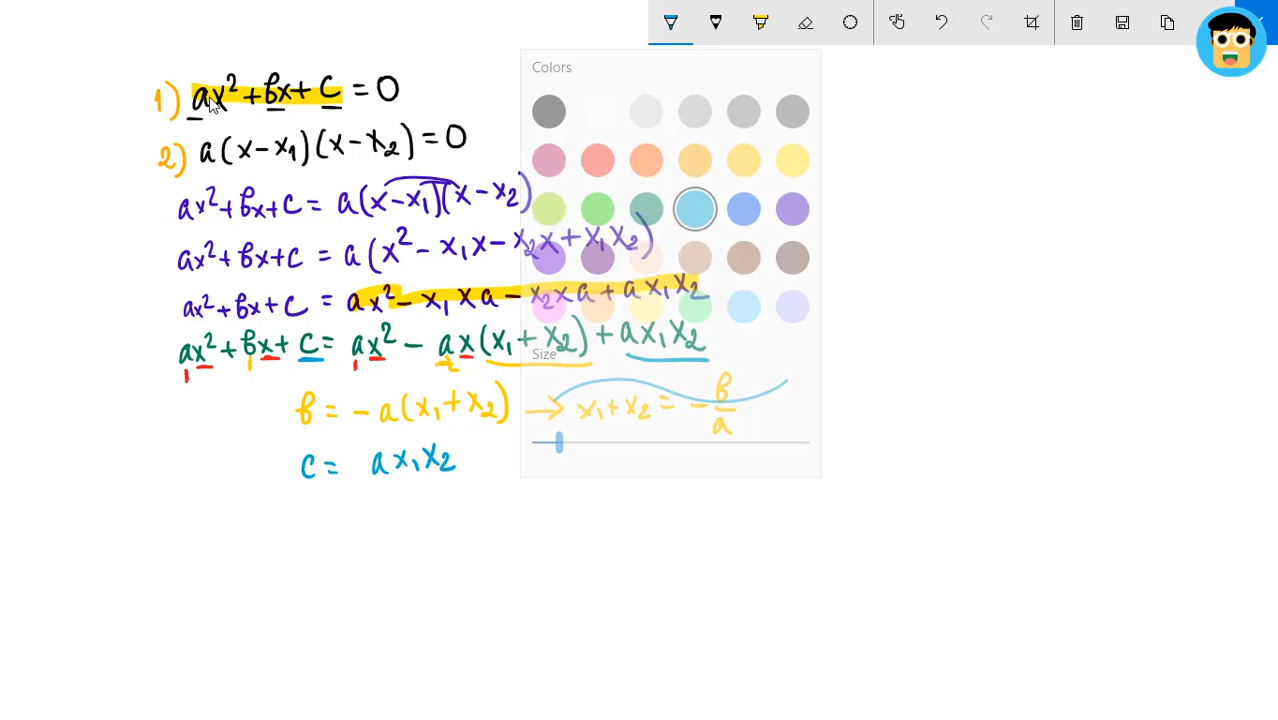 1) ax² + bx + c = 0
2) a(x-x₁)(x-x₂) = 0
ax² + bx + c = a(x-x₁)(x-x₂)
ax² + bx + c = a(x² - x₁x - x₂x + x₁x₂)
ax² + bx + c = ax² - x₁xa - x₂xa + ax₁x₂
ax² + bx + c = ax² - ax(x₁ + x₂) + ax₁x₂
b = -a(x₁ + x₂) → x₁ + x₂ = - b/a
c = ax₁x₂
Colors
Size